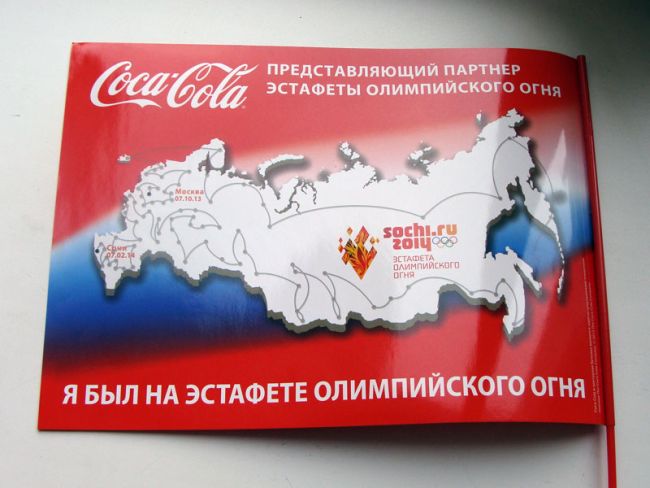 Coca-Cola
ПРЕДСТАВЛЯЮЩИЙ ПАРТНЕР
ЭСТАФЕТЫ ОЛИМПИЙСКОГО ОГНЯ
Москва
07.10.13
Сочи
07.02.14
sochi.ru
2014
ЭСТАФЕТА
ОЛИМПИЙСКОГО
ОГНЯ
Я БЫЛ НА ЭСТАФЕТЕ ОЛИМПИЙСКОГО ОГНЯ